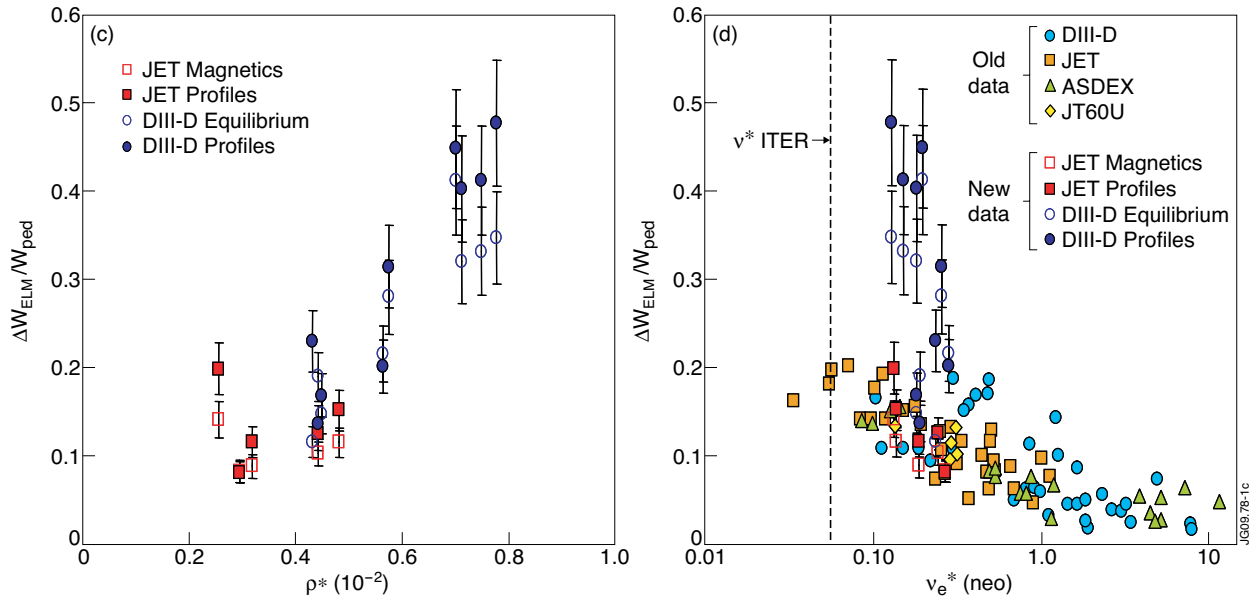 (c)
JET Magnetics
JET Profiles
DIII-D Equilibrium
DIII-D Profiles
ΔW_ELM/W_ped
0.6
0.5
0.4
0.3
0.2
0.1
0
0 0.2 0.4 0.6 0.8 1.0
ρ* (10⁻²)
(d)
Old data
DIII-D
JET
ASDEX
JT60U
New data
JET Magnetics
JET Profiles
DIII-D Equilibrium
DIII-D Profiles
ν* ITER
ΔW_ELM/W_ped
0.6
0.5
0.4
0.3
0.2
0.1
0
0.01 0.10 1.0 10
ν_e* (neo)
JG09.78-1c